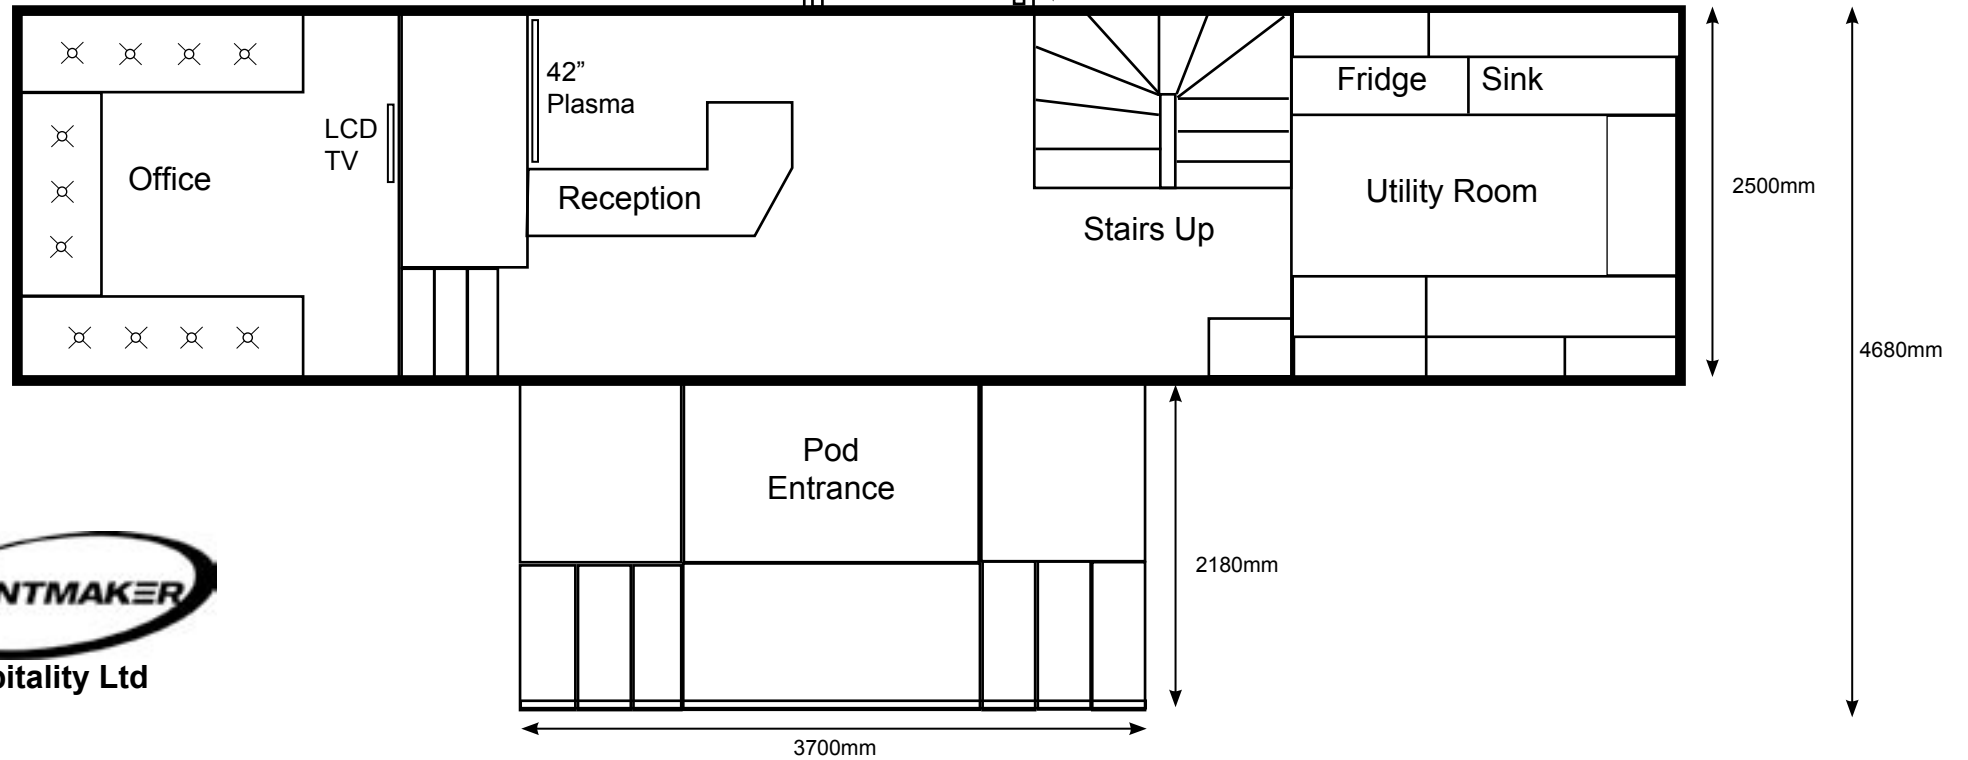 42”
Plasma
Fridge
Sink
LCD
TV
Office
Reception
Utility Room
Stairs Up
2500mm
4680mm
Pod
Entrance
2180mm
3700mm
NTMAKER
pitality Ltd